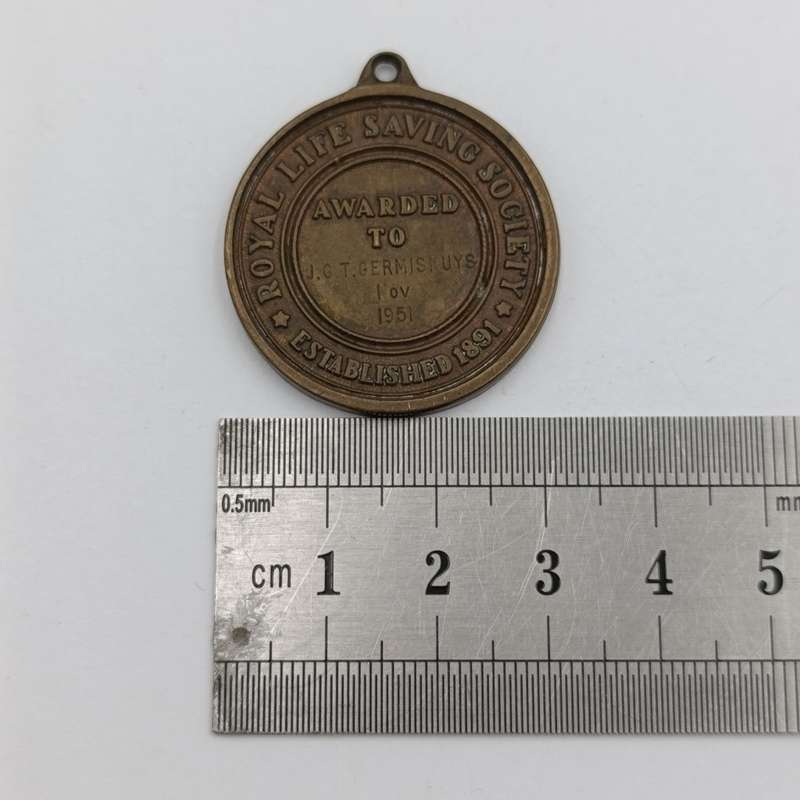 ROYAL LIFE SAVING SOCIETY
AWARDED
TO
J.C.T. GERMISHUYS
Nov
1951
★ ESTABLISHED 1891 ★
0.5mm mm
cm 1 2 3 4 5